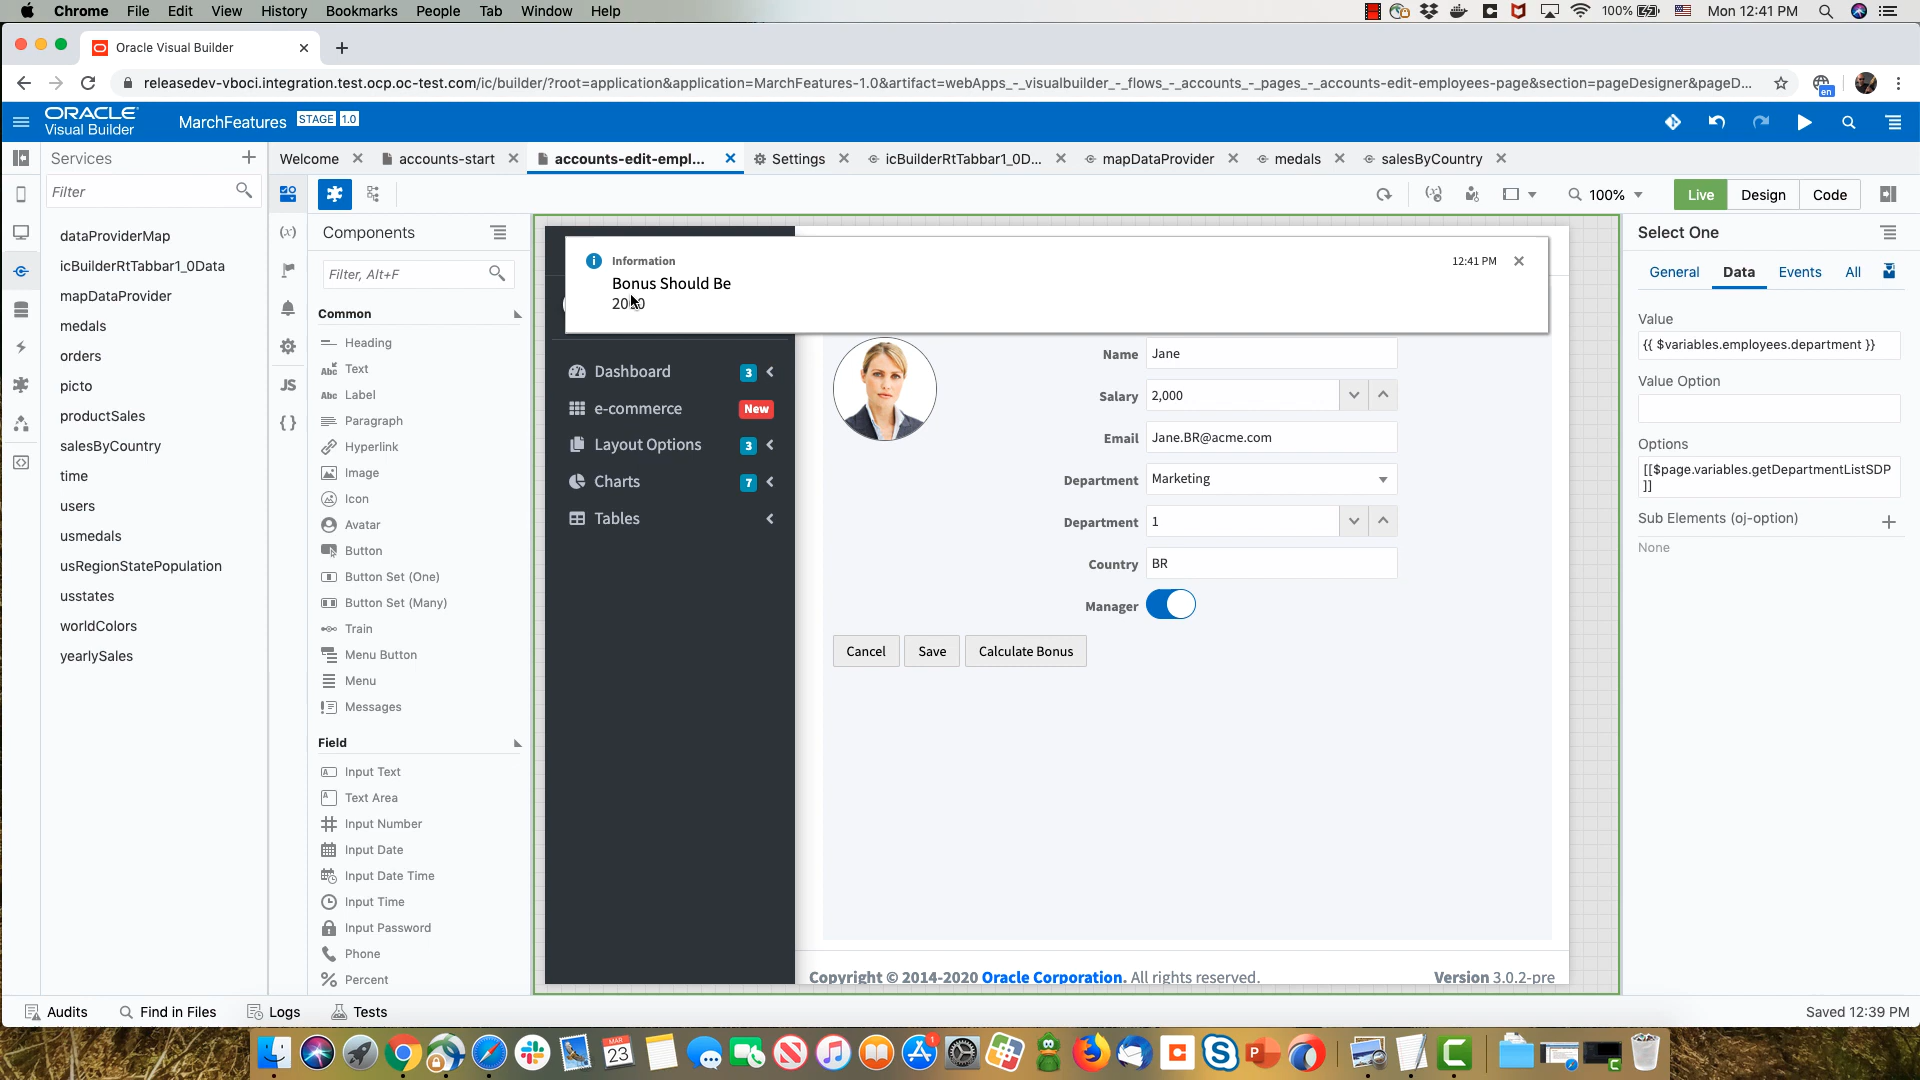 Chrome File Edit View History Bookmarks People Tab Window Help 100% Mon 12:41 PM
Oracle Visual Builder
releasedev-vboci.integration.test.ocp.oc-test.com/ic/builder/?root=application&application=MarchFeatures-1.0&artifact=webApps_-_visualbuilder_-_flows_-_accounts_-_pages_-_accounts-edit-employees-page&section=pageDesigner&pageD...
en
ORACLE
Visual Builder
MarchFeatures STAGE 1.0
Services
Welcome accounts-start accounts-edit-empl... Settings icBuilderRtTabbar1_0D... mapDataProvider medals salesByCountry
Filter
100% Live Design Code
dataProviderMap
icBuilderRtTabbar1_0Data
mapDataProvider
medals
orders
picto
productSales
salesByCountry
time
users
usmedals
usRegionStatePopulation
usstates
worldColors
yearlySales
(x)
JS
{ }
Components
Filter, Alt+F
Common
Heading
Abc Text
Abc Label
Paragraph
Hyperlink
Image
Icon
Avatar
Button
Button Set (One)
Button Set (Many)
Train
Menu Button
Menu
Messages
Field
Input Text
Text Area
Input Number
Input Date
Input Date Time
Input Time
Input Password
Phone
Percent
Information 12:41 PM
Bonus Should Be
Dashboard 3
e-commerce New
Layout Options 3
Charts 7
Tables
Name Jane
Salary 2,000
Email Jane.BR@acme.com
Department Marketing
Department 1
Country BR
Manager
Cancel Save Calculate Bonus
Copyright © 2014-2020 Oracle Corporation. All rights reserved. Version 3.0.2-pre
Select One
General Data Events All
Value
{{ $variables.employees.department }}
Value Option
Options
[[$page.variables.getDepartmentListSDP
]]
Sub Elements (oj-option)
None
Audits Find in Files Logs Tests Saved 12:39 PM
MAR
23
1